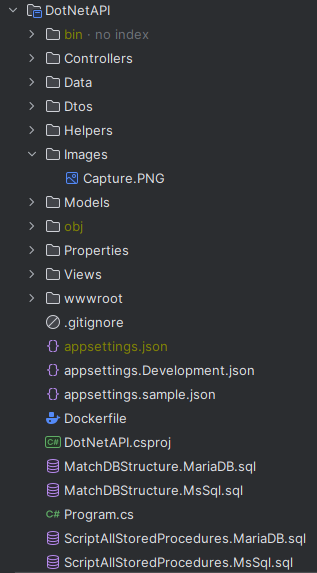 DotNetAPI
bin · no index
Controllers
Data
Dtos
Helpers
Images
Capture.PNG
Models
obj
Properties
Views
wwwroot
.gitignore
appsettings.json
appsettings.Development.json
appsettings.sample.json
Dockerfile
C# DotNetAPI.csproj
MatchDBStructure.MariaDB.sql
MatchDBStructure.MsSql.sql
C# Program.cs
ScriptAllStoredProcedures.MariaDB.sql
ScriptAllStoredProcedures.MsSql.sql